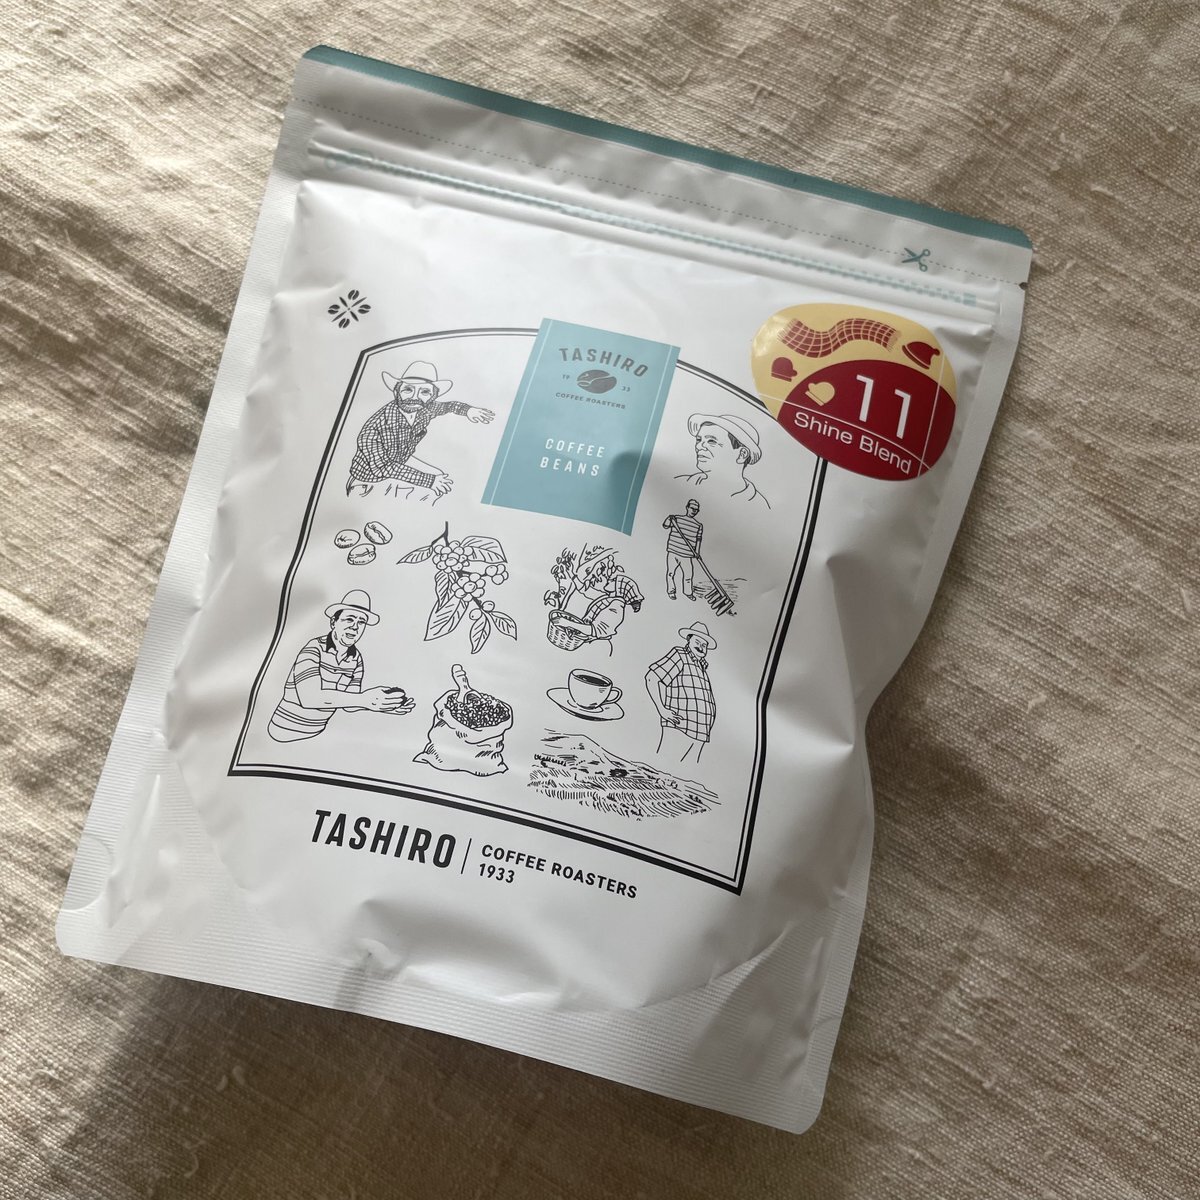 TASHIRO
19 33
COFFEE ROASTERS
COFFEE
BEANS
11
Shine Blend
TASHIRO
COFFEE ROASTERS
1933